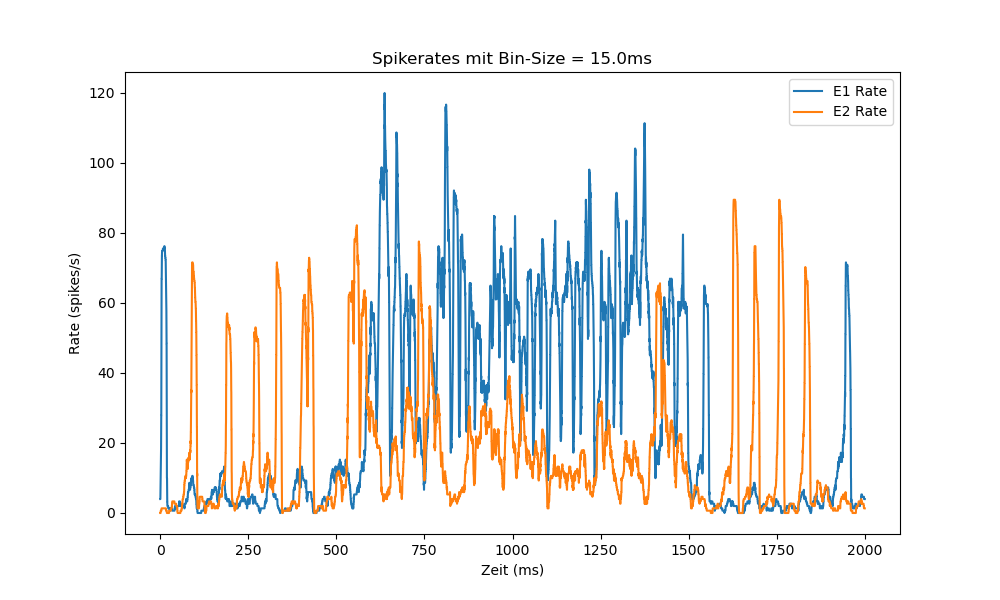 Spikerates mit Bin-Size = 15.0ms
E1 Rate
E2 Rate
120
100
80
60
40
20
0
Rate (spikes/s)
0 250 500 750 1000 1250 1500 1750 2000
Zeit (ms)